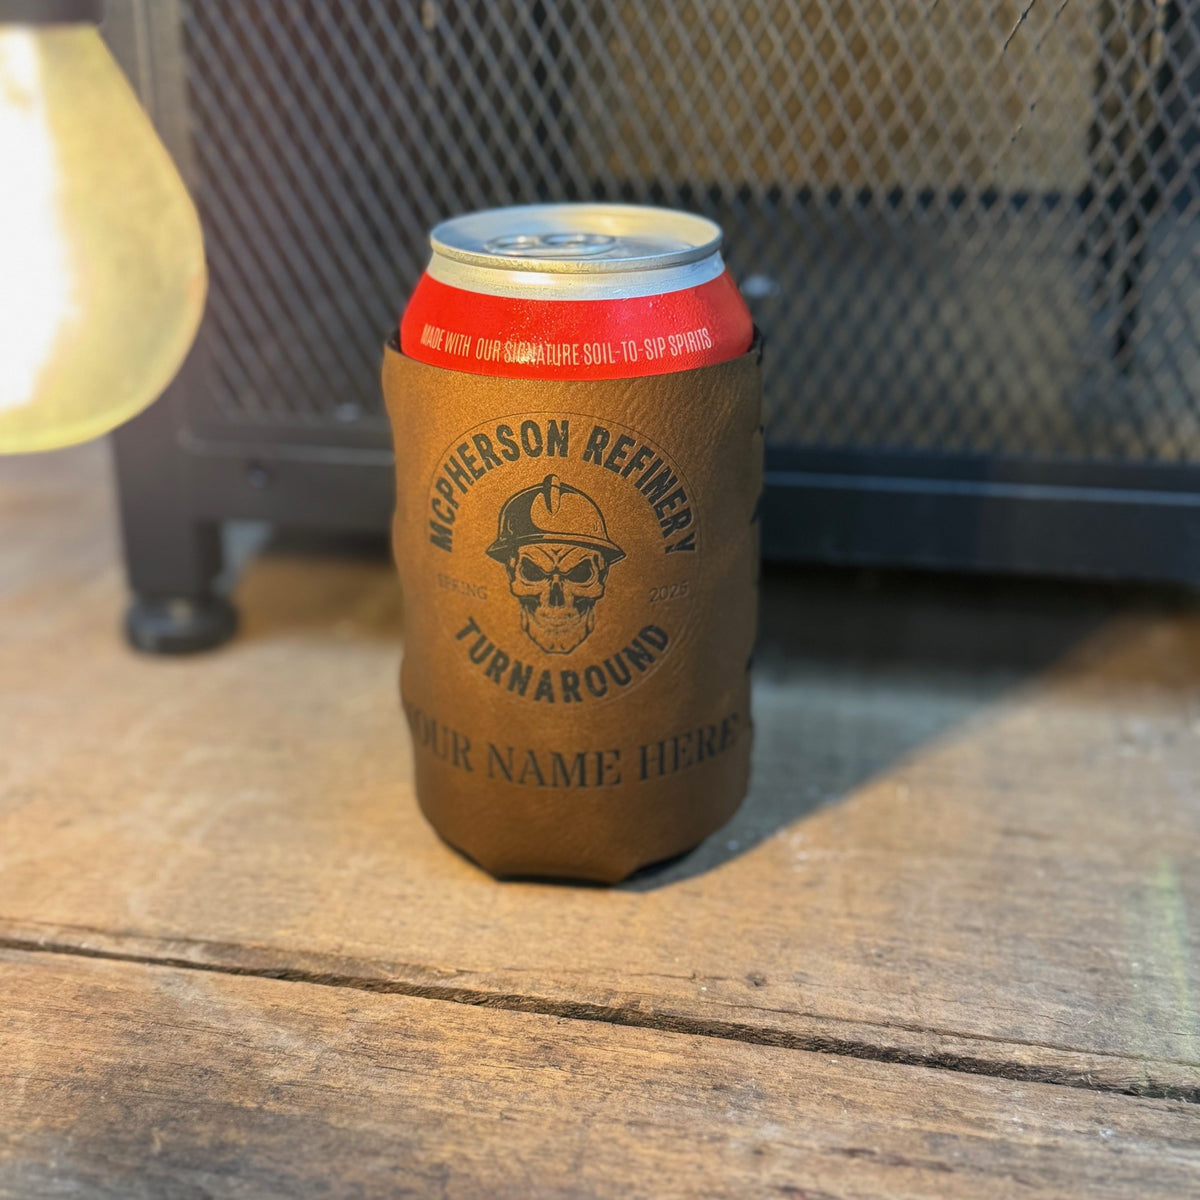 MADE WITH OUR SIGNATURE SOIL-TO-SIP SPIRITS
MCPHERSON REFINERY
SPRING 2025
TURNAROUND
YOUR NAME HERE